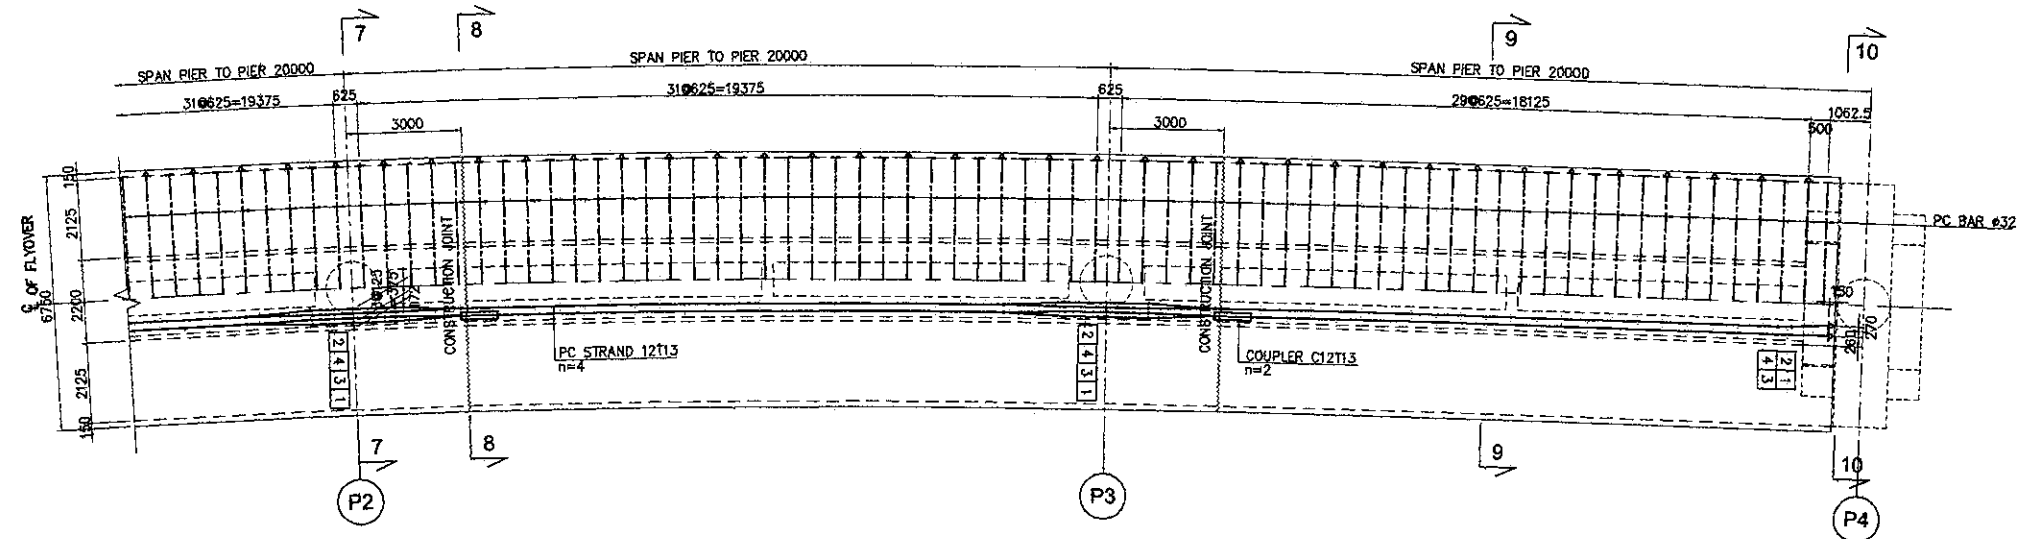 7
8
9
10
SPAN PIER TO PIER 20000
SPAN PIER TO PIER 20000
SPAN PIER TO PIER 20000
31@625=19375
625
31@625=19375
625
29@625=18125
1062.5
500
3000
3000
150
2125
2200
2125
150
6750
℄ OF FLYOVER
CONSTRUCTION JOINT
CONSTRUCTION JOINT
PC BAR ø32
150
260
270
PC STRAND 12T13
n=4
COUPLER C12T13
n=2
2 4 3 1
2 4 3 1
2 1
4 3
7
8
9
10
P2
P3
P4